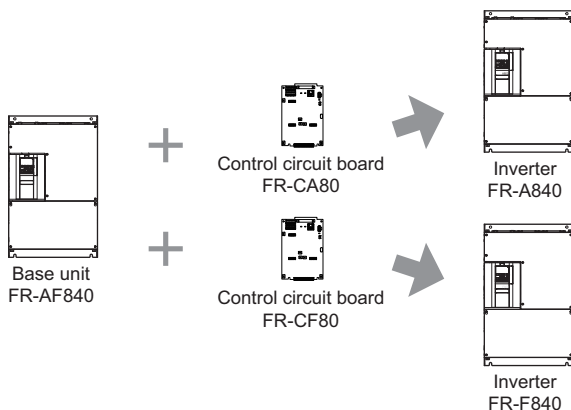 Base unit
FR-AF840
Control circuit board
FR-CA80
Inverter
FR-A840
Control circuit board
FR-CF80
Inverter
FR-F840